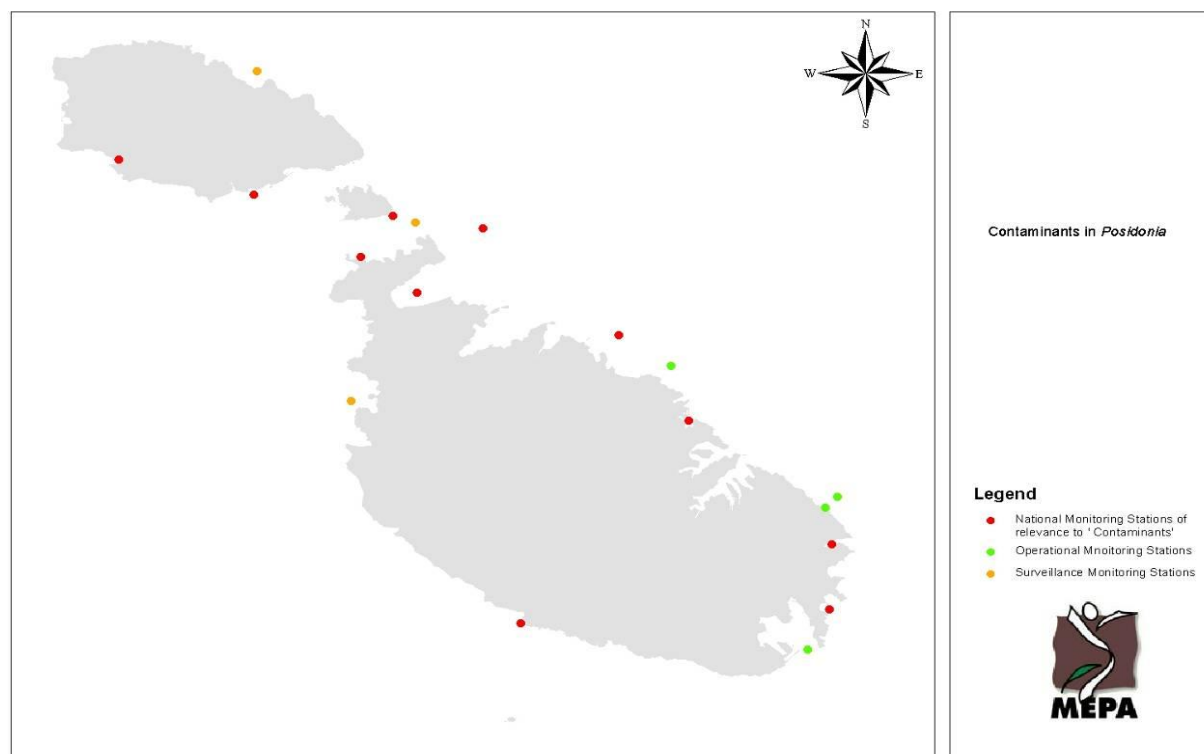 N
W E
S
Contaminants in Posidonia
Legend
National Monitoring Stations of
relevance to ' Contaminants'
Operational Mnoitoring Stations
Surveillance Monitoring Stations
MEPA